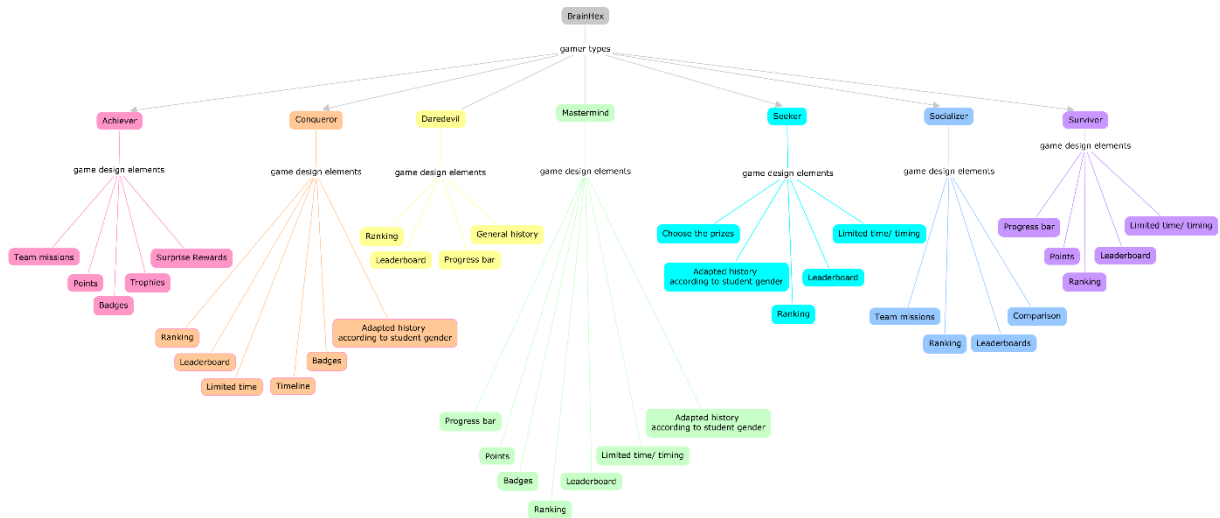 BrainHex
gamer types
Achiever
game design elements
Team missions
Points
Badges
Trophies
Surprise Rewards
Conqueror
game design elements
Ranking
Leaderboard
Limited time
Timeline
Badges
Adapted history
according to student gender
Daredevil
game design elements
Ranking
Leaderboard
Progress bar
General history
Mastermind
game design elements
Progress bar
Points
Badges
Ranking
Leaderboard
Limited time/ timing
Adapted history
according to student gender
Seeker
game design elements
Choose the prizes
Adapted history
according to student gender
Ranking
Leaderboard
Limited time/ timing
Socializer
game design elements
Team missions
Ranking
Leaderboards
Comparison
Survivor
game design elements
Progress bar
Points
Ranking
Leaderboard
Limited time/ timing